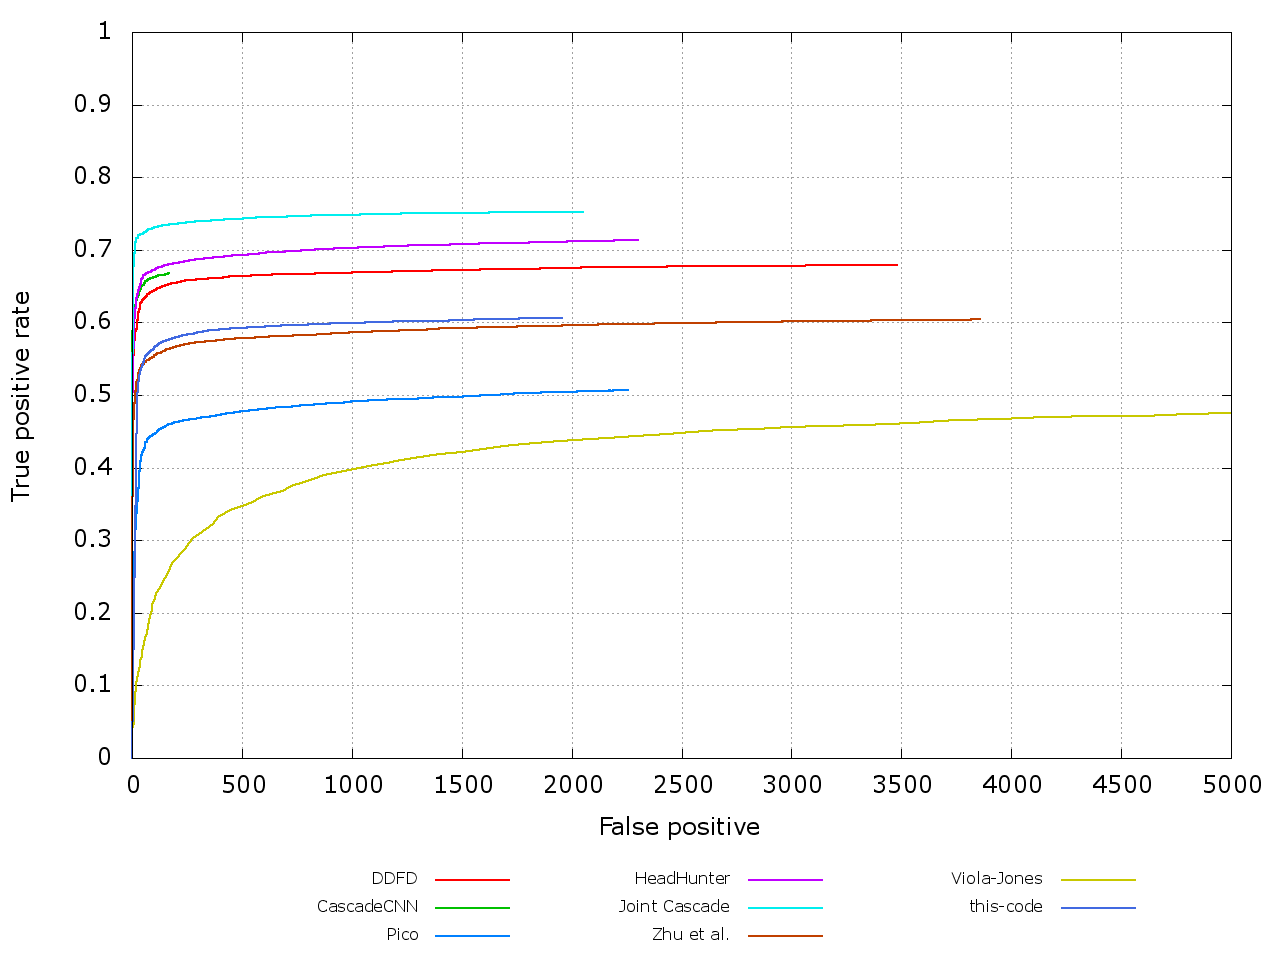 1
0.9
0.8
0.7
0.6
0.5
0.4
0.3
0.2
0.1
0
True positive rate
0 500 1000 1500 2000 2500 3000 3500 4000 4500 5000
False positive
DDFD HeadHunter Viola-Jones
CascadeCNN Joint Cascade this-code
Pico Zhu et al.